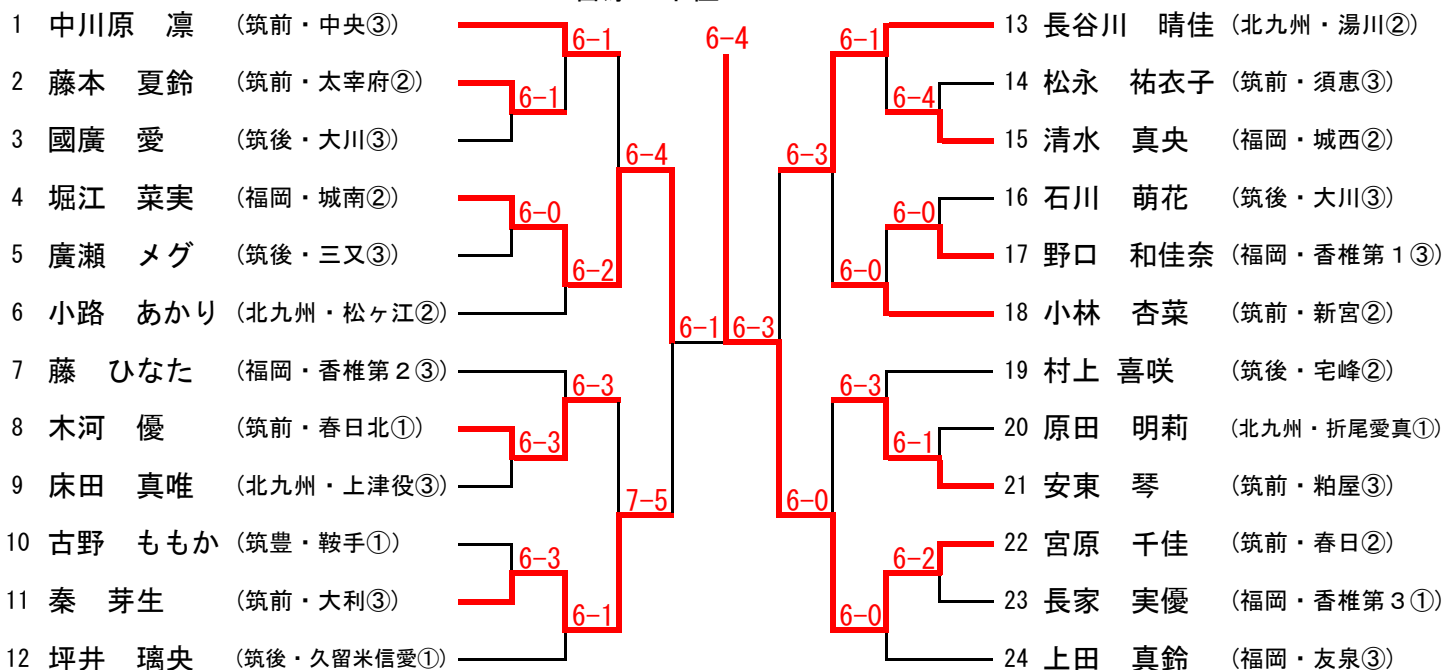 1 中川原 凛 (筑前・中央③)
2 藤本 夏鈴 (筑前・太宰府②)
3 國廣 愛 (筑後・大川③)
4 堀江 菜実 (福岡・城南②)
5 廣瀬 メグ (筑後・三又③)
6 小路 あかり (北九州・松ヶ江②)
7 藤 ひなた (福岡・香椎第2③)
8 木河 優 (筑前・春日北①)
9 床田 真唯 (北九州・上津役③)
10 古野 ももか (筑豊・鞍手①)
11 秦 芽生 (筑前・大利③)
12 坪井 璃央 (筑後・久留米信愛①)
6-1
6-1
6-4
6-0
6-2
6-3
6-3
7-5
6-3
6-1
6-1
6-4
6-3
6-1
6-4
6-3
6-0
6-0
6-3
6-1
6-0
6-2
6-0
13 長谷川 晴佳 (北九州・湯川②)
14 松永 祐衣子 (筑前・須恵③)
15 清水 真央 (福岡・城西②)
16 石川 萌花 (筑後・大川③)
17 野口 和佳奈 (福岡・香椎第1③)
18 小林 杏菜 (筑前・新宮②)
19 村上 喜咲 (筑後・宅峰②)
20 原田 明莉 (北九州・折尾愛真①)
21 安東 琴 (筑前・粕屋③)
22 宮原 千佳 (筑前・春日②)
23 長家 実優 (福岡・香椎第3①)
24 上田 真鈴 (福岡・友泉③)